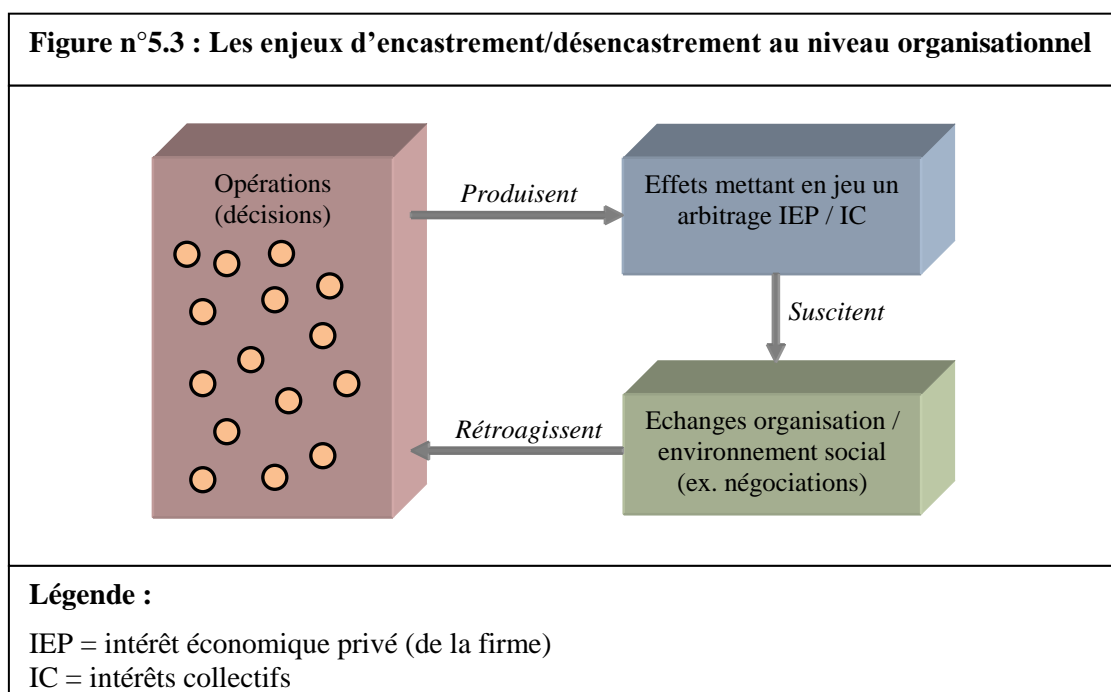 Figure n°5.3 : Les enjeux d’encastrement/désencastrement au niveau organisationnel
Opérations
(décisions)
Produisent
Effets mettant en jeu un
arbitrage IEP / IC
Suscitent
Echanges organisation /
environnement social
(ex. négociations)
Rétroagissent
Légende :
IEP = intérêt économique privé (de la firme)
IC = intérêts collectifs